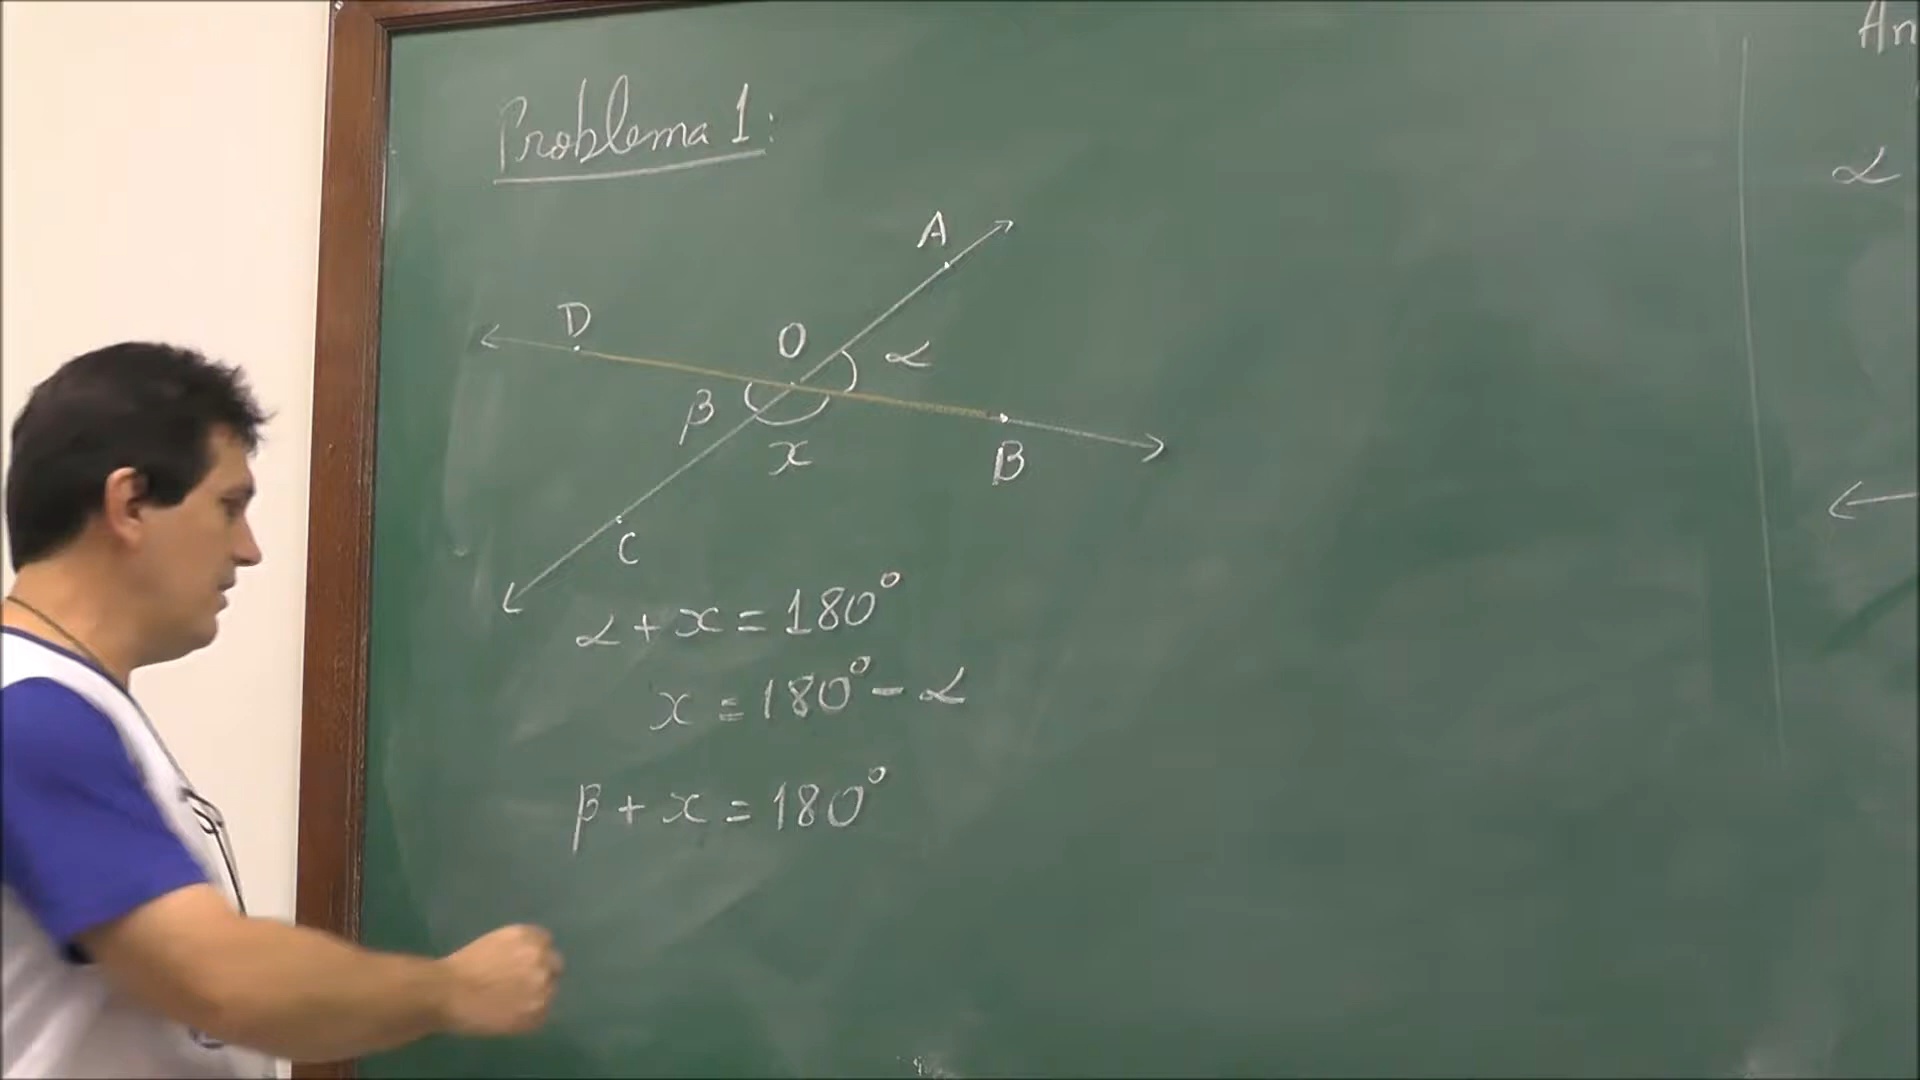 Problema 1:
A
D
O
α
β
x
B
C
α + x = 180°
x = 180° - α
β + x = 180°
An
α